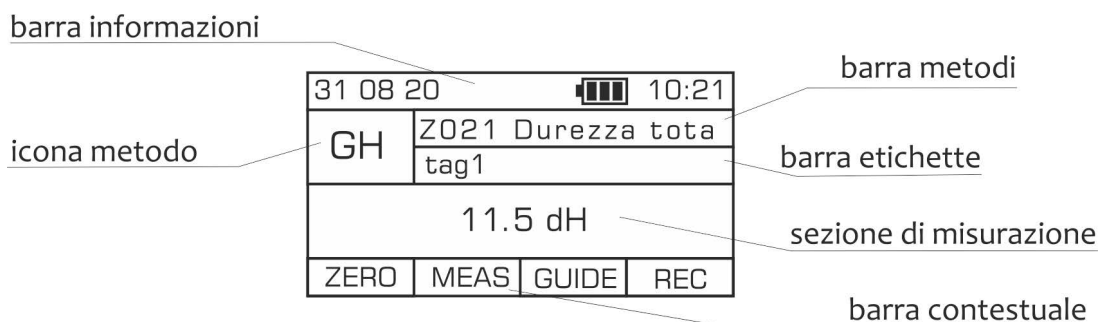 barra informazioni
barra metodi
31 08 20 10:21
GH
Z021 Durezza tota
icona metodo
tag1
barra etichette
11.5 dH
sezione di misurazione
ZERO MEAS GUIDE REC
barra contestuale